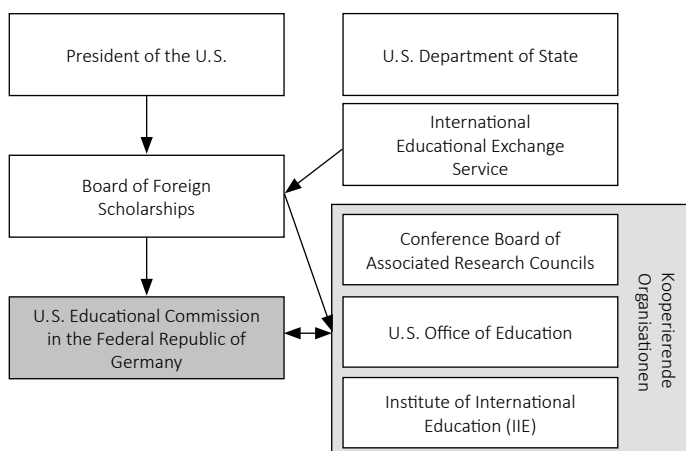 President of the U.S.
U.S. Department of State
International
Educational Exchange
Service
Board of Foreign
Scholarships
Conference Board of
Associated Research Councils
U.S. Educational Commission
in the Federal Republic of
Germany
U.S. Office of Education
Institute of International
Education (IIE)
Kooperierende
Organisationen